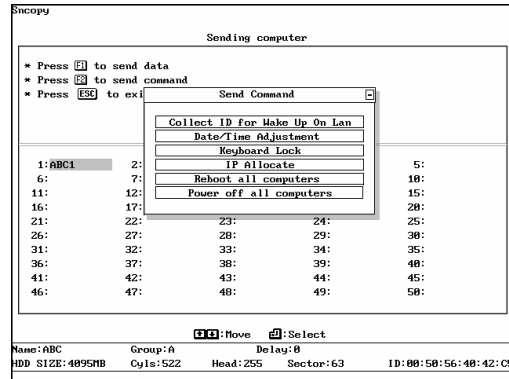 Sncopy
Sending computer
* Press F1 to send data
* Press F2 to send command
* Press ESC to exi
Send Command
Collect ID for Wake Up On Lan
Date/Time Adjustment
Keyboard Lock
IP Allocate
Reboot all computers
Power off all computers
1:ABC1 2: 5:
6: 7: 10:
11: 12: 15:
16: 17: 20:
21: 22: 23: 24: 25:
26: 27: 28: 29: 30:
31: 32: 33: 34: 35:
36: 37: 38: 39: 40:
41: 42: 43: 44: 45:
46: 47: 48: 49: 50:
:Move :Select
Name:ABC Group:A Delay:0
HDD SIZE:4095MB Cyls:522 Head:255 Sector:63 ID:00:50:56:40:42:C